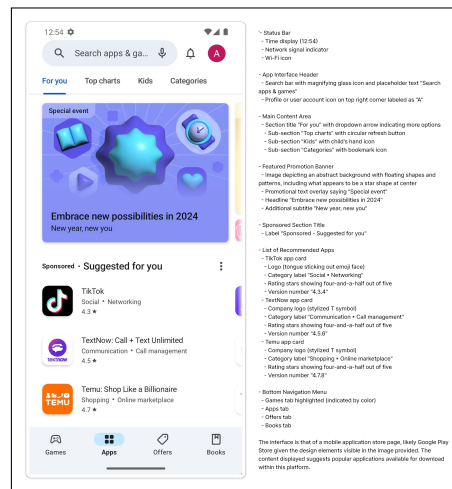 12:54
Search apps & ga...
A
For you
Top charts
Kids
Categories
Special event
Embrace new possibilities in 2024
New year, new you
Sponsored • Suggested for you
TikTok
Social • Networking
4.3 ★
textnow
TextNow: Call + Text Unlimited
Communication • Call management
4.5 ★
TEMU
Temu: Shop Like a Billionaire
Shopping • Online marketplace
4.7 ★
Games
Apps
Offers
Books
'- Status Bar
- Time display (12:54)
- Network signal indicator
- Wi-Fi icon
- App Interface Header
- Search bar with magnifying glass icon and placeholder text "Search
apps & games"
- Profile or user account icon on top right corner labeled as "A"
- Main Content Area
- Section title "For you" with dropdown arrow indicating more options
- Sub-section "Top charts" with circular refresh button
- Sub-section "Kids" with child's hand icon
- Sub-section "Categories" with bookmark icon
- Featured Promotion Banner
- Image depicting an abstract background with floating shapes and
patterns, including what appears to be a star shape at center
- Promotional text overlay saying "Special event"
- Headline "Embrace new possibilities in 2024"
- Additional subtitle "New year, new you"
- Sponsored Section Title
- Label "Sponsored - Suggested for you"
- List of Recommended Apps
- TikTok app card
- Logo (tongue sticking out emoji face)
- Category label "Social • Networking"
- Rating stars showing four-and-a-half out of five
- Version number "4.3.4"
- TextNow app card
- Company logo (stylized T symbol)
- Category label "Communication • Call management"
- Rating stars showing four-and-a-half out of five
- Version number "4.5.6"
- Temu app card
- Company logo (stylized T symbol)
- Category label "Shopping • Online marketplace"
- Rating stars showing four-and-a-half out of five
- Version number "4.7.8"
- Bottom Navigation Menu
- Games tab highlighted (indicated by color)
- Apps tab
- Offers tab
- Books tab
The interface is that of a mobile application store page, likely Google Play
Store given the design elements visible in the image provided. The
content displayed suggests popular applications available for download
within this platform.